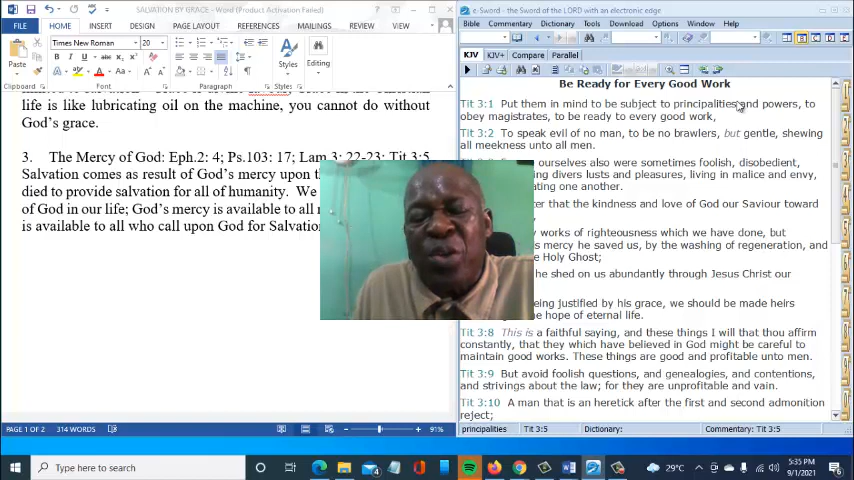 SALVATION BY GRACE - Word (Product Activation Failed)
FILE HOME INSERT DESIGN PAGE LAYOUT REFERENCES MAILINGS REVIEW VIEW
Times New Roman 20
Paste
Styles Editing
Clipboard Font Paragraph Styles
life is like lubricating oil on the machine, you cannot do without
God's grace.
3. The Mercy of God: Eph.2: 4; Ps.103: 17; Lam 3: 22-23; Tit 3:5
Salvation comes as result of God's mercy upon
died to provide salvation for all of humanity. We
of God in our life; God's mercy is available to all
is available to all who call upon God for Salvation
PAGE 1 OF 2 314 WORDS 91%
e-Sword - the Sword of the LORD with an electronic edge
Bible Commentary Dictionary Tools Download Options Window Help
KJV KJV+ Compare Parallel
Be Ready for Every Good Work
Tit 3:1 Put them in mind to be subject to principalities and powers, to
obey magistrates, to be ready to every good work,
Tit 3:2 To speak evil of no man, to be no brawlers, but gentle, shewing
all meekness unto all men.
ourselves also were sometimes foolish, disobedient,
divers lusts and pleasures, living in malice and envy,
one another.
that the kindness and love of God our Saviour toward
works of righteousness which we have done, but
mercy he saved us, by the washing of regeneration, and
Holy Ghost;
he shed on us abundantly through Jesus Christ our
being justified by his grace, we should be made heirs
the hope of eternal life.
Tit 3:8 This is a faithful saying, and these things I will that thou affirm
constantly, that they which have believed in God might be careful to
maintain good works. These things are good and profitable unto men.
Tit 3:9 But avoid foolish questions, and genealogies, and contentions,
and strivings about the law; for they are unprofitable and vain.
Tit 3:10 A man that is an heretick after the first and second admonition
reject;
principalities Tit 3:5 Dictionary: Commentary: Tit 3:5
Type here to search
29°C
5:35 PM
9/1/2021